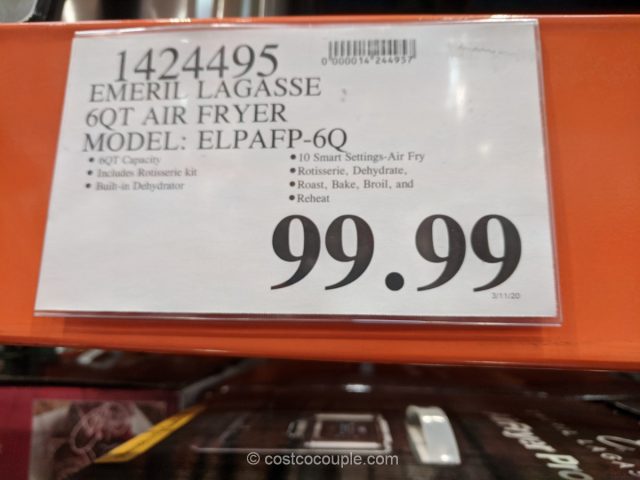 1424495
0 000014 244957
EMERIL LAGASSE
6QT AIR FRYER
MODEL: ELPAFP-6Q
• 6QT Capacity
• Includes Rotisserie kit
• Built-in Dehydrator
• 10 Smart Settings-Air Fry
• Rotisserie, Dehydrate,
• Roast, Bake, Broil, and
• Reheat
99.99
3/11/20
© costcocouple.com